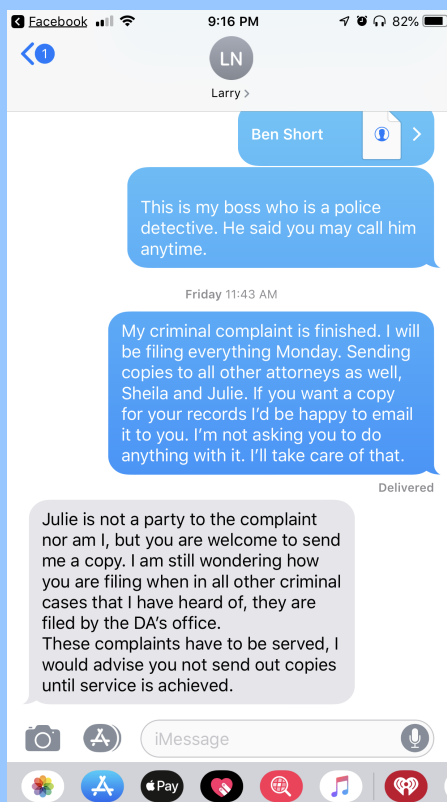 Facebook 9:16 PM 82%
1
LN
Larry >
Ben Short
This is my boss who is a police
detective. He said you may call him
anytime.
Friday 11:43 AM
My criminal complaint is finished. I will
be filing everything Monday. Sending
copies to all other attorneys as well,
Sheila and Julie. If you want a copy
for your records I'd be happy to email
it to you. I'm not asking you to do
anything with it. I'll take care of that.
Delivered
Julie is not a party to the complaint
nor am I, but you are welcome to send
me a copy. I am still wondering how
you are filing when in all other criminal
cases that I have heard of, they are
filed by the DA's office.
These complaints have to be served, I
would advise you not send out copies
until service is achieved.
iMessage
Pay